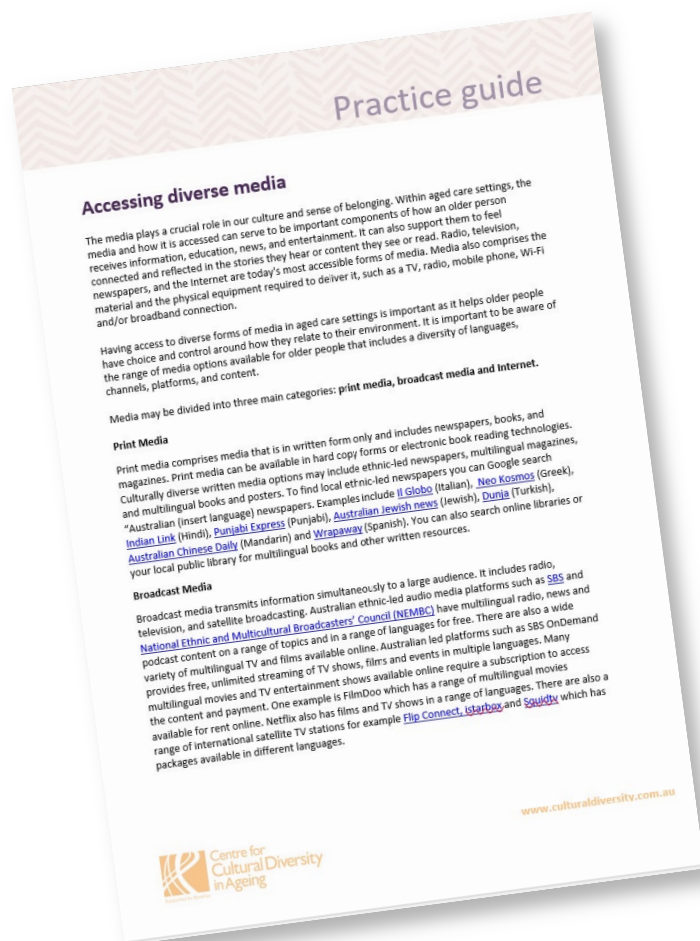 Practice guide
Accessing diverse media
The media plays a crucial role in our culture and sense of belonging. Within aged care settings, the
media and how it is accessed can serve to be important components of how an older person
receives information, education, news, and entertainment. It can also support them to feel
connected and reflected in the stories they hear or content they see or read. Radio, television,
newspapers, and the Internet are today's most accessible forms of media. Media also comprises the
material and the physical equipment required to deliver it, such as a TV, radio, mobile phone, Wi-Fi
and/or broadband connection.
Having access to diverse forms of media in aged care settings is important as it helps older people
have choice and control around how they relate to their environment. It is important to be aware of
the range of media options available for older people that includes a diversity of languages,
channels, platforms, and content.
Media may be divided into three main categories: print media, broadcast media and Internet.
Print Media
Print media comprises media that is in written form only and includes newspapers, books, and
magazines. Print media can be available in hard copy forms or electronic book reading technologies.
Culturally diverse written media options may include ethnic-led newspapers, multilingual magazines,
and multilingual books and posters. To find local ethnic-led newspapers you can Google search
"Australian (insert language) newspapers. Examples include Il Globo (Italian), Neo Kosmos (Greek),
Indian Link (Hindi), Punjabi Express (Punjabi), Australian Jewish news (Jewish), Dunja (Turkish),
Australian Chinese Daily (Mandarin) and Wrapaway (Spanish). You can also search online libraries or
your local public library for multilingual books and other written resources.
Broadcast Media
Broadcast media transmits information simultaneously to a large audience. It includes radio,
television, and satellite broadcasting. Australian ethnic-led audio media platforms such as SBS and
National Ethnic and Multicultural Broadcasters' Council (NEMBC) have multilingual radio, news and
podcast content on a range of topics and in a range of languages for free. There are also a wide
variety of multilingual TV and films available online. Australian led platforms such as SBS OnDemand
provides free, unlimited streaming of TV shows, films and events in multiple languages. Many
multilingual movies and TV entertainment shows available online require a subscription to access
the content and payment. One example is FilmDoo which has a range of multilingual movies
available for rent online. Netflix also has films and TV shows in a range of languages. There are also a
range of international satellite TV stations for example Flip Connect, istarbox and Squidtv which has
packages available in different languages.
www.culturaldiversity.com.au
Centre for
Cultural Diversity
in Ageing